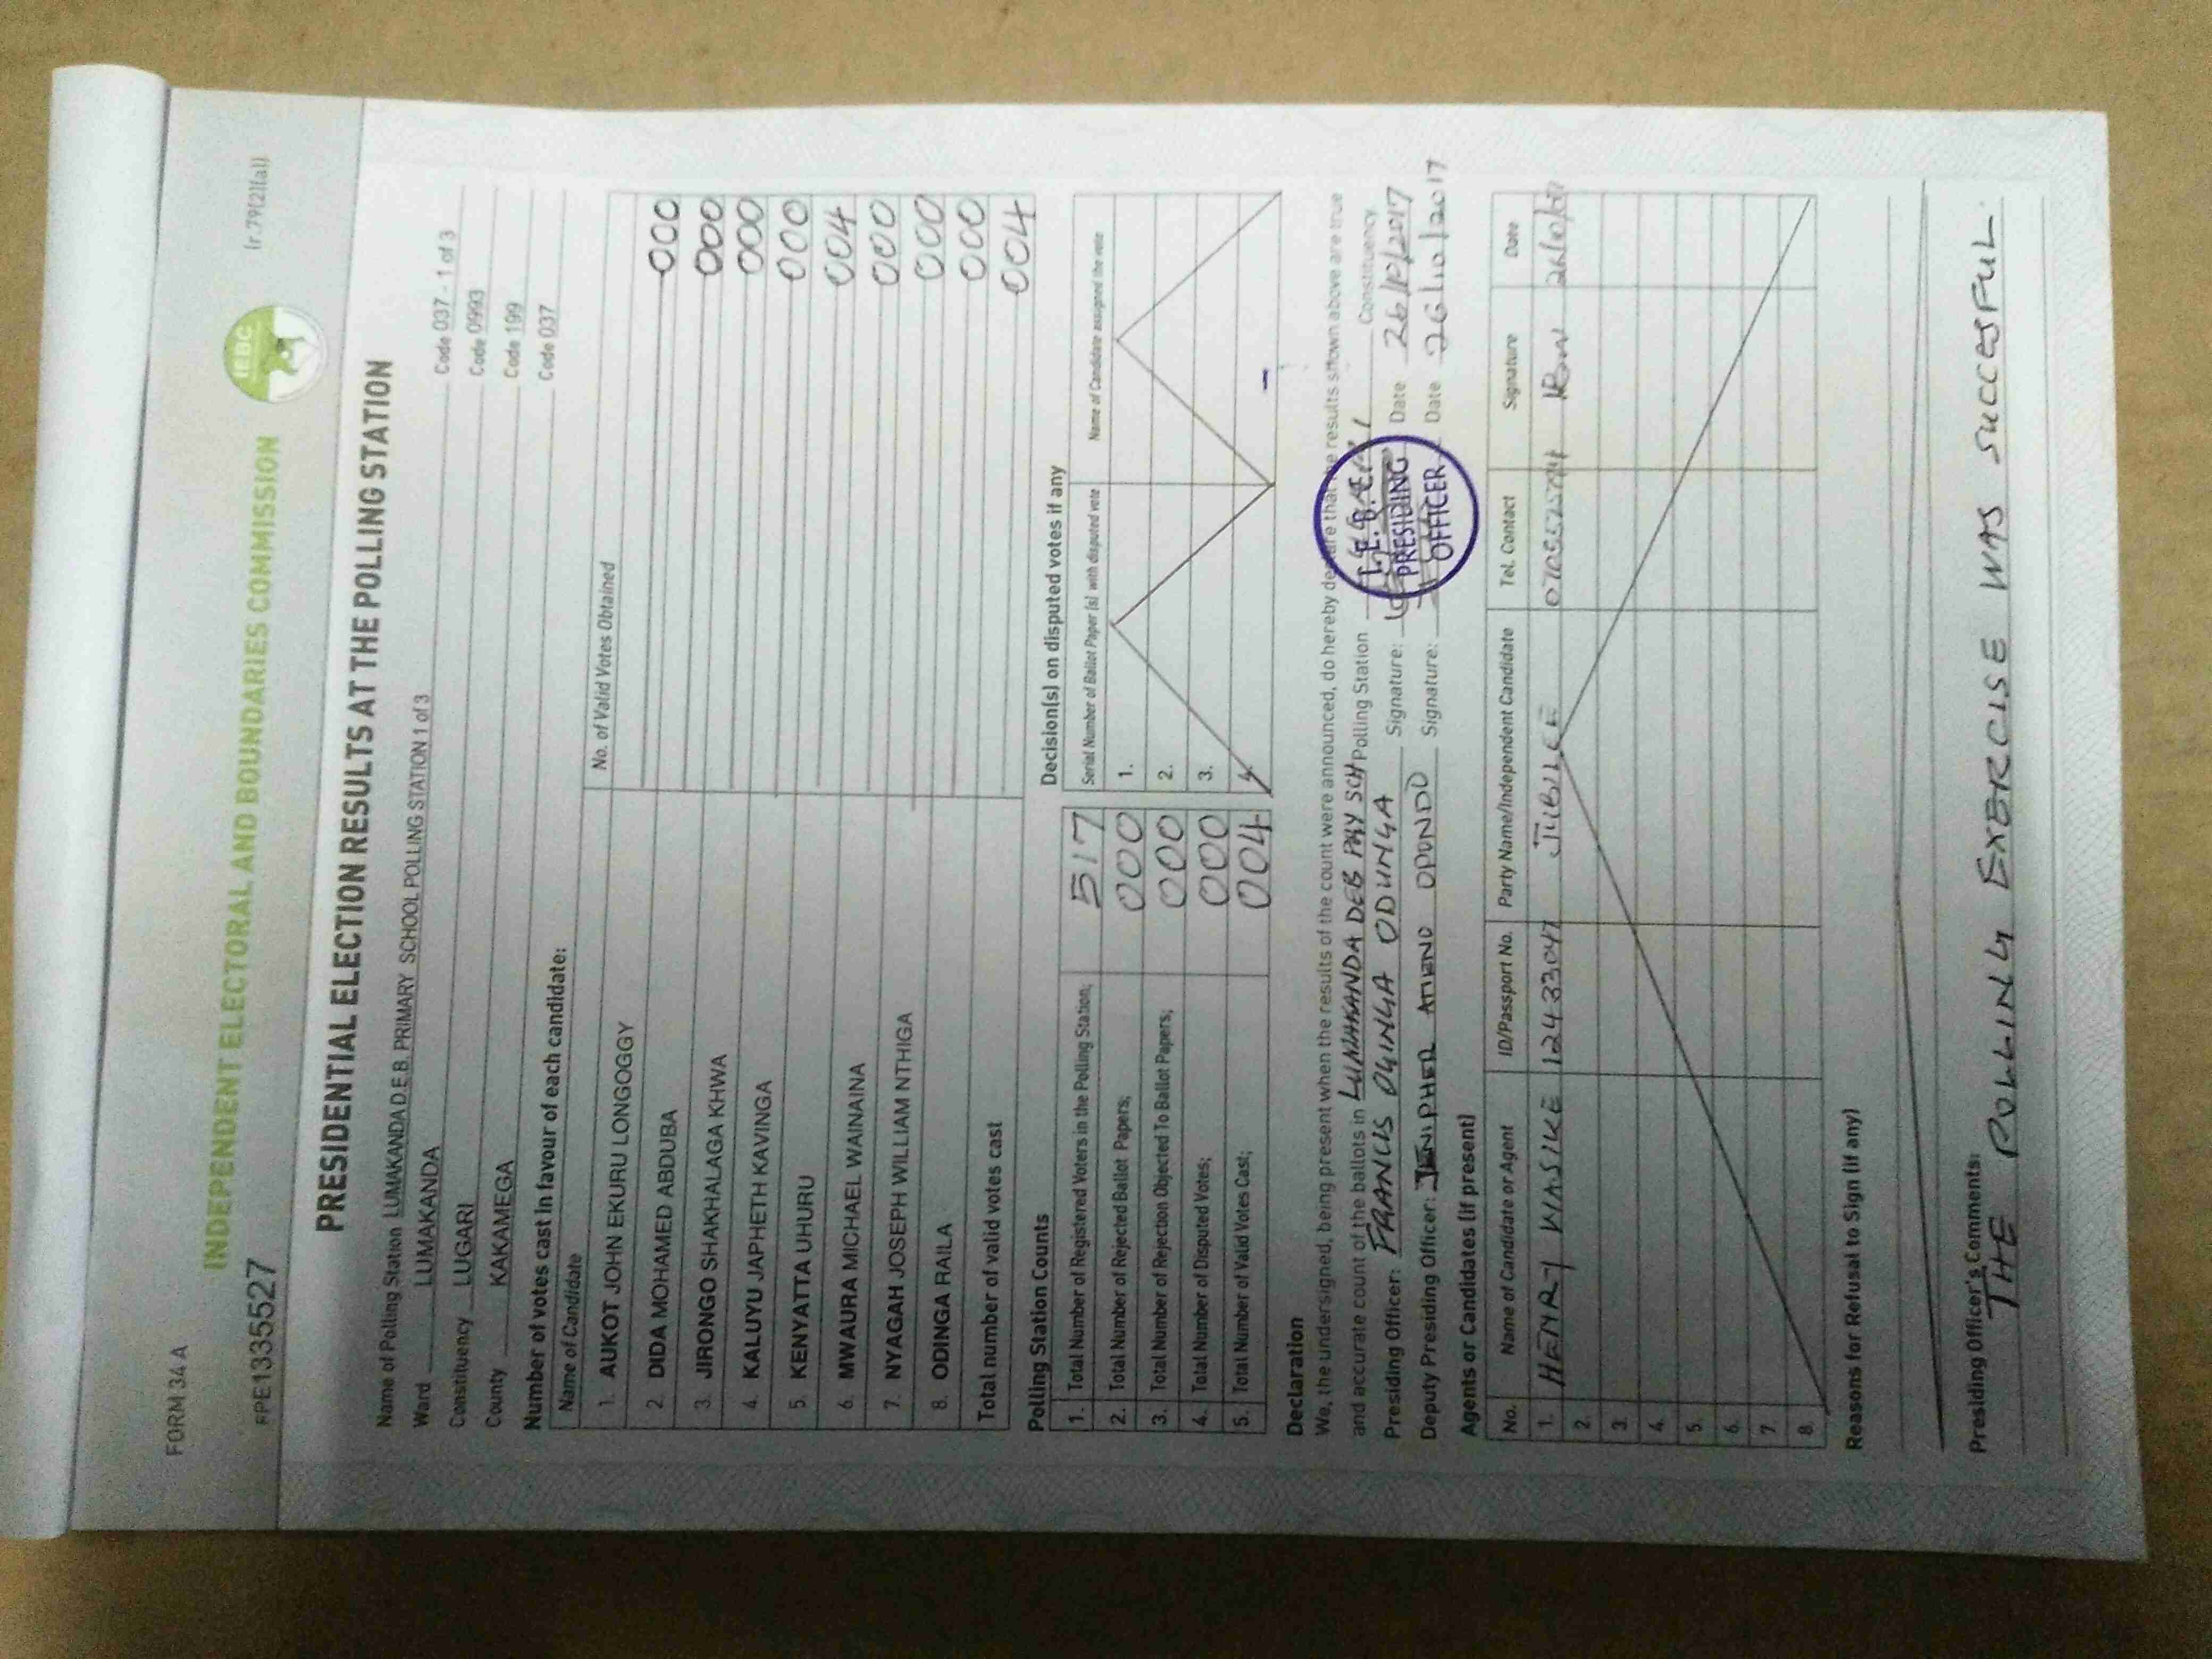 FORM 34 A
(r.79(2)(a))
INDEPENDENT ELECTORAL AND BOUNDARIES COMMISSION
IEBC
PPE1335527
PRESIDENTIAL ELECTION RESULTS AT THE POLLING STATION
Name of Polling Station LUMAKANDA D.E.B. PRIMARY SCHOOL POLLING STATION 1 of 3 Code 037 - 1 of 3
Ward LUMAKANDA Code 0993
Constituency LUGARI Code 199
County KAKAMEGA Code 037
Number of votes cast in favour of each candidate:
Name of Candidate No. of Valid Votes Obtained
1. AUKOT JOHN EKURU LONGOGGY 000
2. DIDA MOHAMED ABDUBA 000
3. JIRONGO SHAKHALAGA KHWA 000
4. KALUYU JAPHETH KAVINGA 000
5. KENYATTA UHURU 004
6. MWAURA MICHAEL WAINAINA 000
7. NYAGAH JOSEPH WILLIAM NTHIGA 000
8. ODINGA RAILA 000
Total number of valid votes cast 004
Polling Station Counts
1. Total Number of Registered Voters in the Polling Station; 517
2. Total Number of Rejected Ballot Papers; 000
3. Total Number of Rejection Objected To Ballot Papers; 000
4. Total Number of Disputed Votes; 000
5. Total Number of Valid Votes Cast; 004
Decision(s) on disputed votes if any
Serial Number of Ballot Paper (s) with disputed vote Name of Candidate assigned the vote
1.
2.
3.
4.
Declaration
We, the undersigned, being present when the results of the count were announced, do hereby declare that the results shown above are true
and accurate count of the ballots in LUMAKANDA DEB PRY SCH Polling Station Constituency
Presiding Officer: FRANCIS OGINGA ODUNGA Signature: Date 26/10/2017
Deputy Presiding Officer: JENIPHER ATIENO OPONDO Signature: Date 26/10/2017
I.E.B.C.
PRESIDING
OFFICER
Agents or Candidates (if present)
No. Name of Candidate or Agent ID/Passport No. Party Name/Independent Candidate Tel. Contact Signature Date
1. HENRY WASIKE 12433047 JUBILEE 26/10/17
2.
3.
4.
5.
6.
7.
8.
Reasons for Refusal to Sign (if any)
Presiding Officer's Comments:
THE POLLING EXERCISE WAS SUCCESFUL.